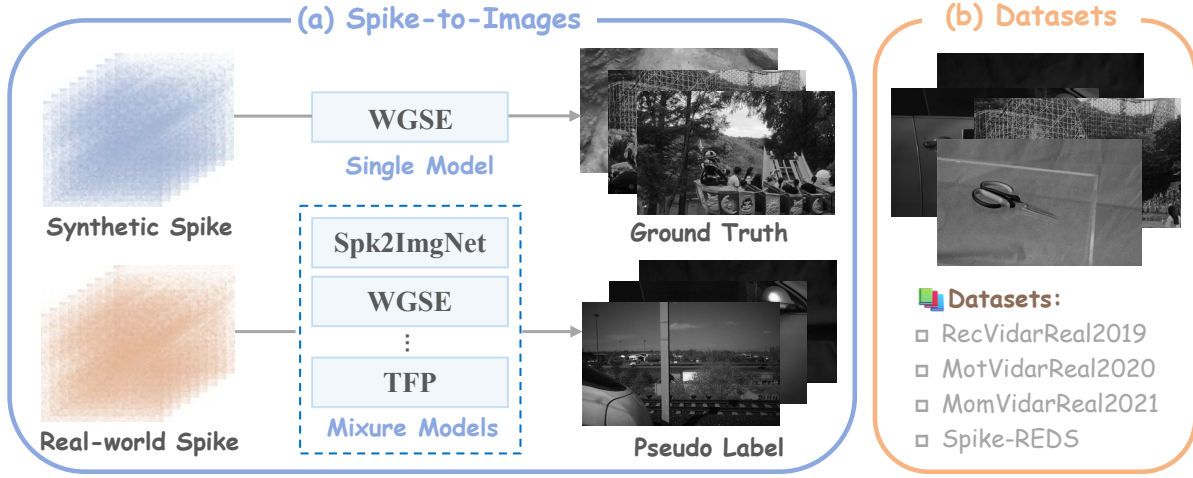 (a) Spike-to-Images
WGSE
Single Model
Synthetic Spike
Ground Truth
Spk2ImgNet
WGSE
⋮
TFP
Mixure Models
Real-world Spike
Pseudo Label
(b) Datasets
Datasets:
RecVidarReal2019
MotVidarReal2020
MomVidarReal2021
Spike-REDS